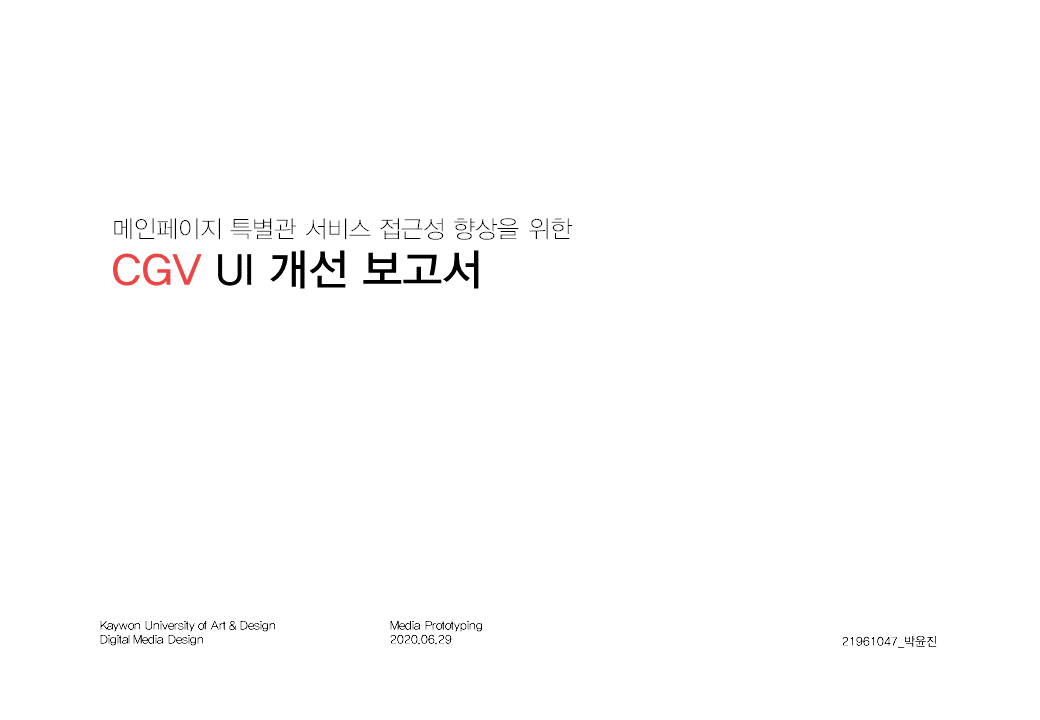 메인페이지 특별관 서비스 접근성 향상을 위한
CGV UI 개선 보고서
Kaywon University of Art & Design
Digital Media Design
Media Prototyping
2020.06.29
21961047_박윤진